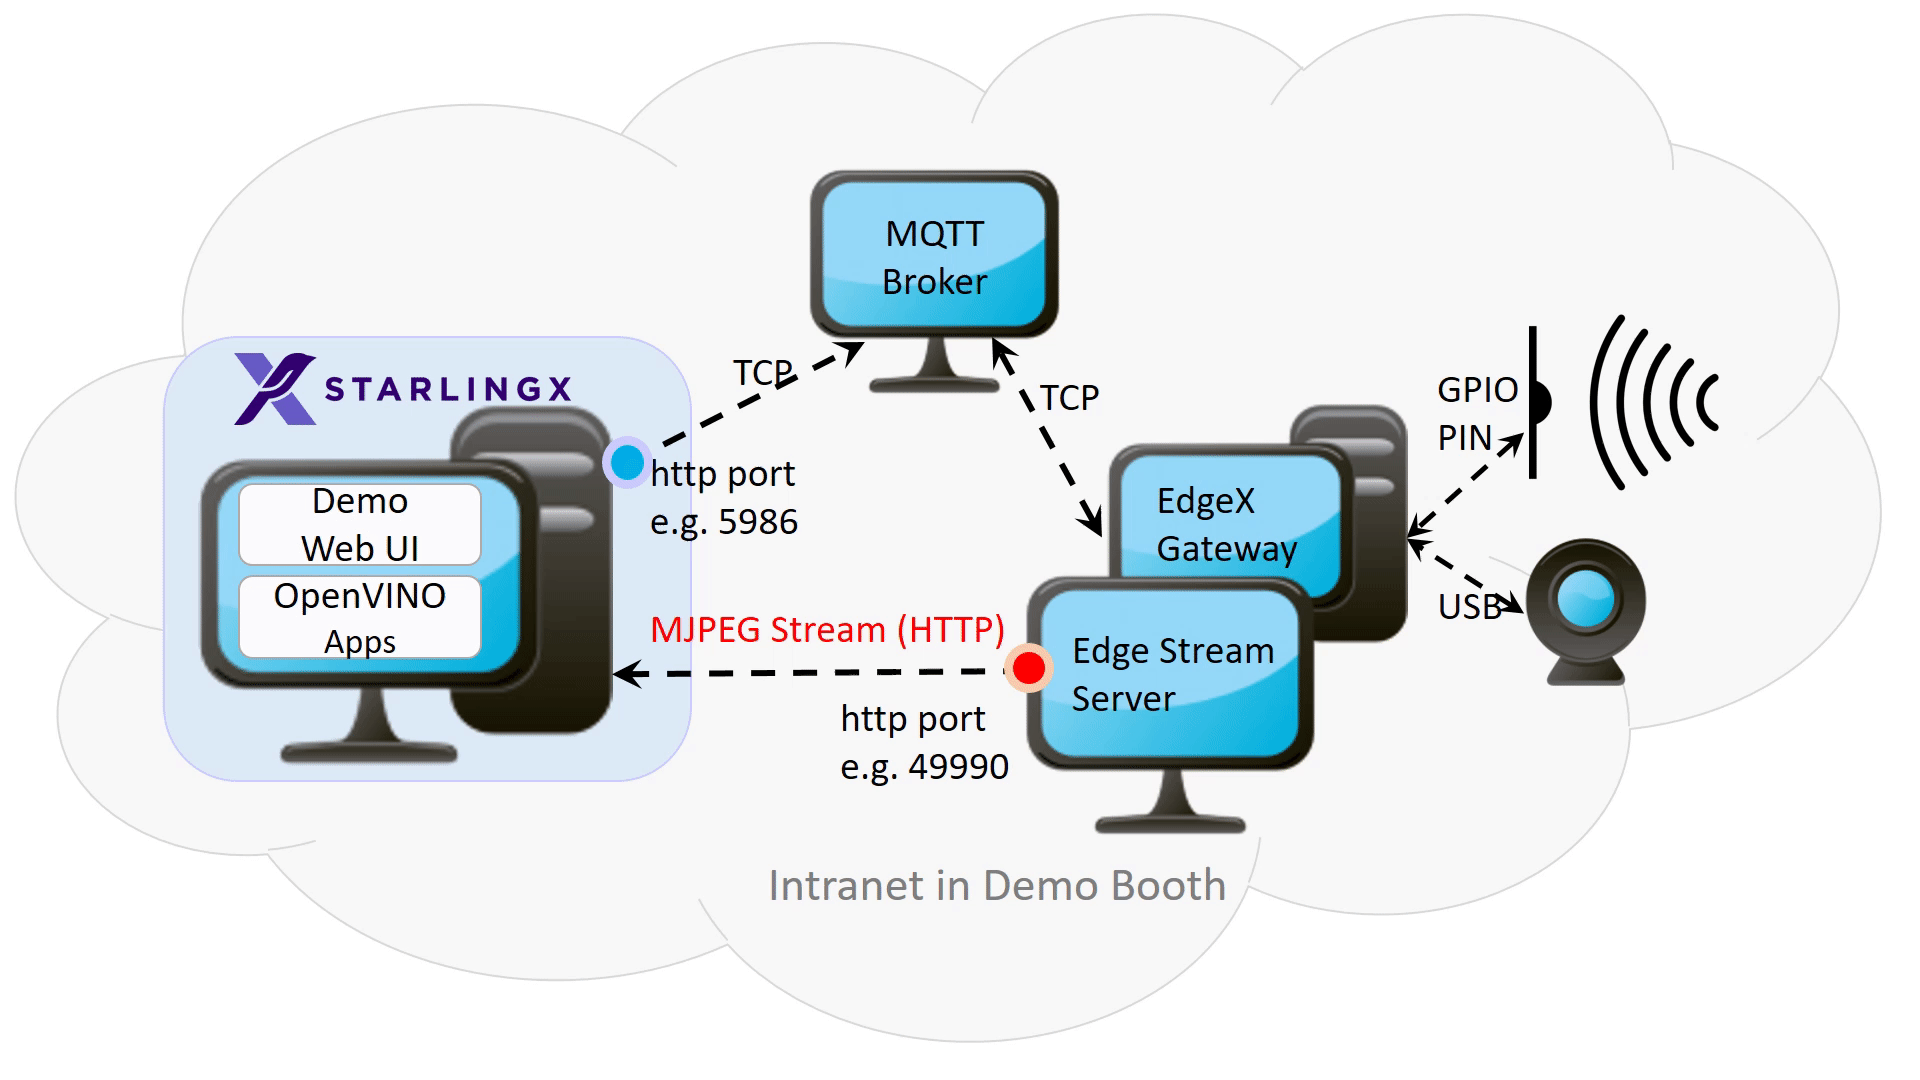 MQTT
Broker
STARLINGX
TCP
TCP
GPIO
PIN
http port
e.g. 5986
Demo
Web UI
OpenVINO
Apps
EdgeX
Gateway
USB
MJPEG Stream (HTTP)
Edge Stream
Server
http port
e.g. 49990
Intranet in Demo Booth